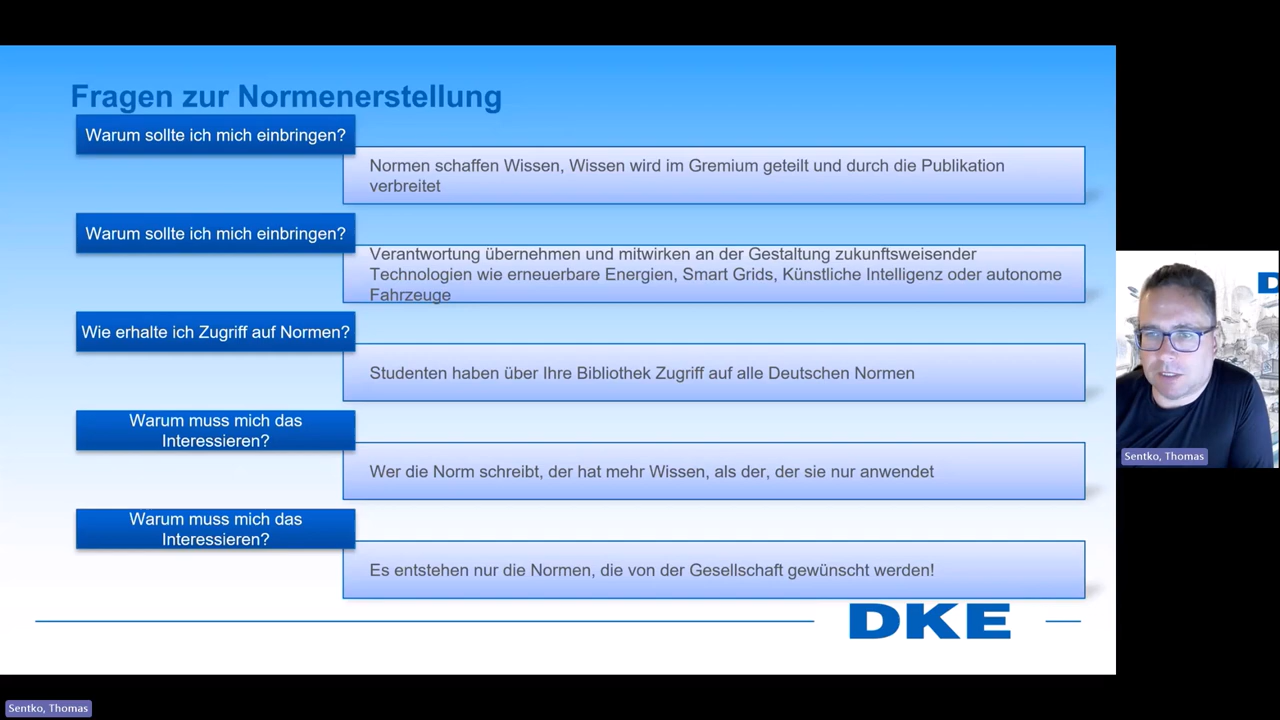 Fragen zur Normenerstellung
Warum sollte ich mich einbringen?
Normen schaffen Wissen, Wissen wird im Gremium geteilt und durch die Publikation
verbreitet
Warum sollte ich mich einbringen?
Verantwortung übernehmen und mitwirken an der Gestaltung zukunftsweisender
Technologien wie erneuerbare Energien, Smart Grids, Künstliche Intelligenz oder autonome
Fahrzeuge
Wie erhalte ich Zugriff auf Normen?
Studenten haben über Ihre Bibliothek Zugriff auf alle Deutschen Normen
Warum muss mich das
Interessieren?
Wer die Norm schreibt, der hat mehr Wissen, als der, der sie nur anwendet
Warum muss mich das
Interessieren?
Es entstehen nur die Normen, die von der Gesellschaft gewünscht werden!
DKE
Sentko, Thomas
Sentko, Thomas